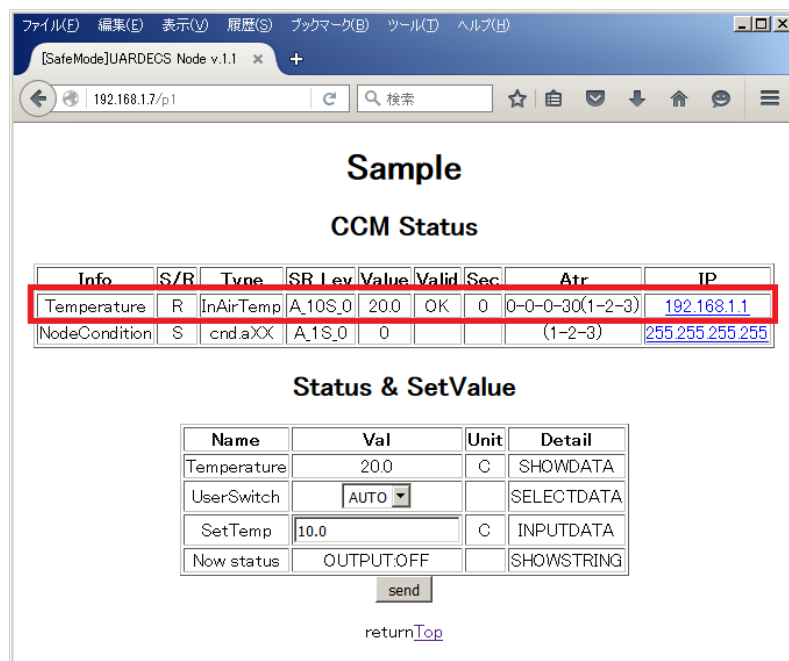 ファイル(F) 編集(E) 表示(V) 履歴(S) ブックマーク(B) ツール(T) ヘルプ(H)
[SafeMode]UARDECS Node v.1.1 × +
192.168.1.7/p1 検索
Sample
CCM Status
Info S/R Type SR Lev Value Valid Sec Atr IP
Temperature R InAirTemp A_10S_0 20.0 OK 0 0-0-0-30(1-2-3) 192.168.1.1
NodeCondition S cnd.aXX A_1S_0 0 (1-2-3) 255.255.255.255
Status & SetValue
Name Val Unit Detail
Temperature 20.0 C SHOWDATA
UserSwitch AUTO SELECTDATA
SetTemp 10.0 C INPUTDATA
Now status OUTPUT:OFF SHOWSTRING
send
returnTop